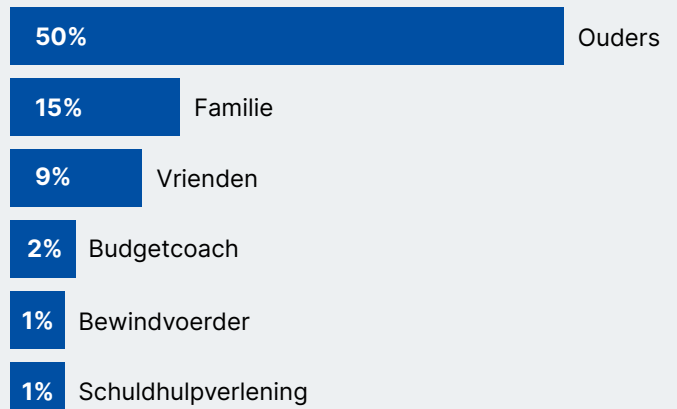 50% Ouders
15% Familie
9% Vrienden
2% Budgetcoach
1% Bewindvoerder
1% Schuldhulpverlening